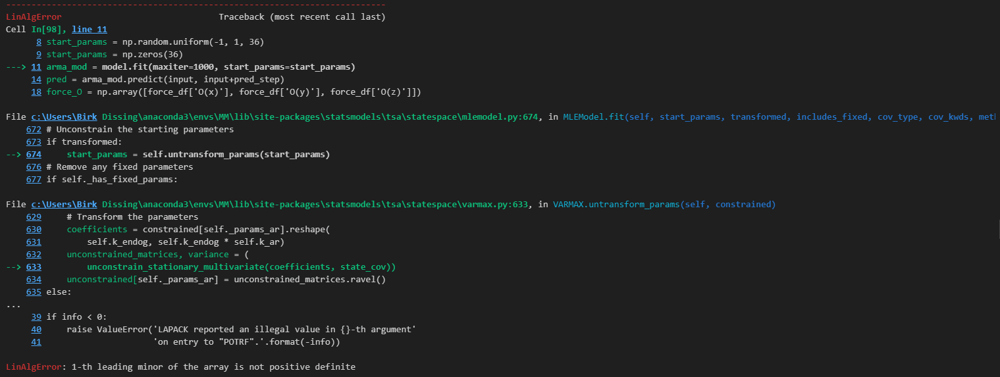 ---------------------------------------------------------------------------
LinAlgError                               Traceback (most recent call last)
Cell In[98], line 11
      8 start_params = np.random.uniform(-1, 1, 36)
      9 start_params = np.zeros(36)
---> 11 arma_mod = model.fit(maxiter=1000, start_params=start_params)
     14 pred = arma_mod.predict(input, input+pred_step)
     18 force_O = np.array([force_df['O(x)'], force_df['O(y)'], force_df['O(z)']])
File c:\Users\Birk Dissing\anaconda3\envs\MM\lib\site-packages\statsmodels\tsa\statespace\mlemodel.py:674, in MLEModel.fit(self, start_params, transformed, includes_fixed, cov_type, cov_kwds, met
    672 # Unconstrain the starting parameters
    673 if transformed:
--> 674     start_params = self.untransform_params(start_params)
    676 # Remove any fixed parameters
    677 if self._has_fixed_params:
File c:\Users\Birk Dissing\anaconda3\envs\MM\lib\site-packages\statsmodels\tsa\statespace\varmax.py:633, in VARMAX.untransform_params(self, constrained)
    629     # Transform the parameters
    630     coefficients = constrained[self._params_ar].reshape(
    631         self.k_endog, self.k_endog * self.k_ar)
    632     unconstrained_matrices, variance = (
--> 633         unconstrain_stationary_multivariate(coefficients, state_cov))
    634     unconstrained[self._params_ar] = unconstrained_matrices.ravel()
    635 else:
...
     39 if info < 0:
     40     raise ValueError('LAPACK reported an illegal value in {}-th argument'
     41                      'on entry to "POTRF".'.format(-info))
LinAlgError: 1-th leading minor of the array is not positive definite